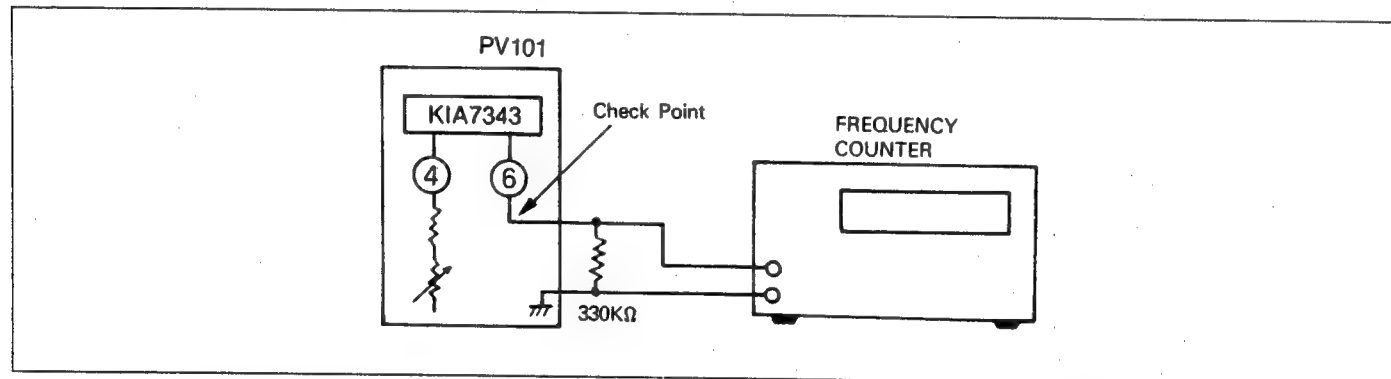 PV101
KIA7343
Check Point
FREQUENCY
COUNTER
4
6
330KΩ